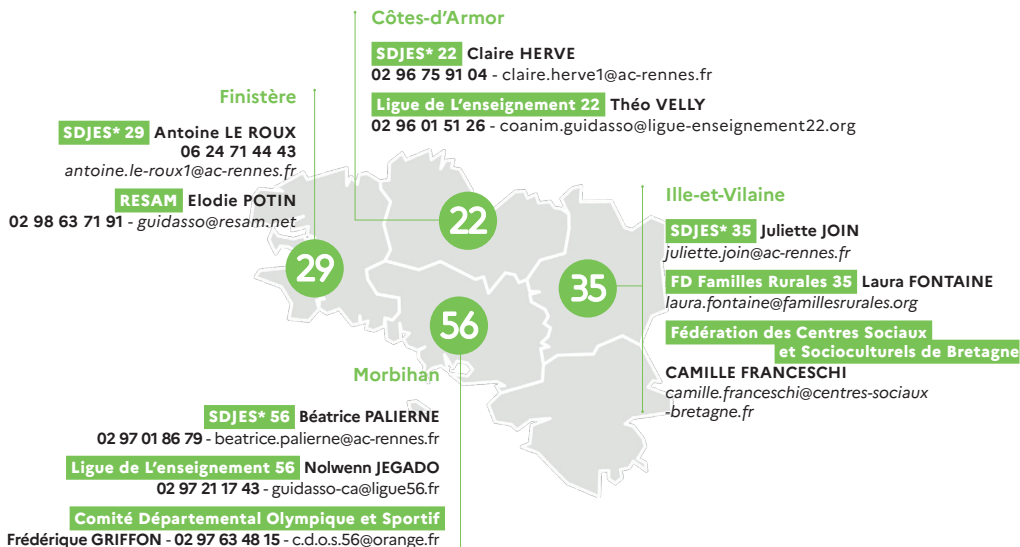 Côtes-d'Armor
SDJES* 22 Claire HERVE
02 96 75 91 04 - claire.herve1@ac-rennes.fr
Ligue de L'enseignement 22 Théo VELLY
02 96 01 51 26 - coanim.guidasso@ligue-enseignement22.org
Finistère
SDJES* 29 Antoine LE ROUX
06 24 71 44 43
antoine.le-roux1@ac-rennes.fr
RESAM Elodie POTIN
02 98 63 71 91 - guidasso@resam.net
22
29
35
56
Ille-et-Vilaine
SDJES* 35 Juliette JOIN
juliette.join@ac-rennes.fr
FD Familles Rurales 35 Laura FONTAINE
laura.fontaine@famillesrurales.org
Fédération des Centres Sociaux
et Socioculturels de Bretagne
CAMILLE FRANCESCHI
camille.franceschi@centres-sociaux
-bretagne.fr
Morbihan
SDJES* 56 Béatrice PALIERNE
02 97 01 86 79 - beatrice.palierne@ac-rennes.fr
Ligue de L'enseignement 56 Nolwenn JEGADO
02 97 21 17 43 - guidasso-ca@ligue56.fr
Comité Départemental Olympique et Sportif
Frédérique GRIFFON - 02 97 63 48 15 - c.d.o.s.56@orange.fr